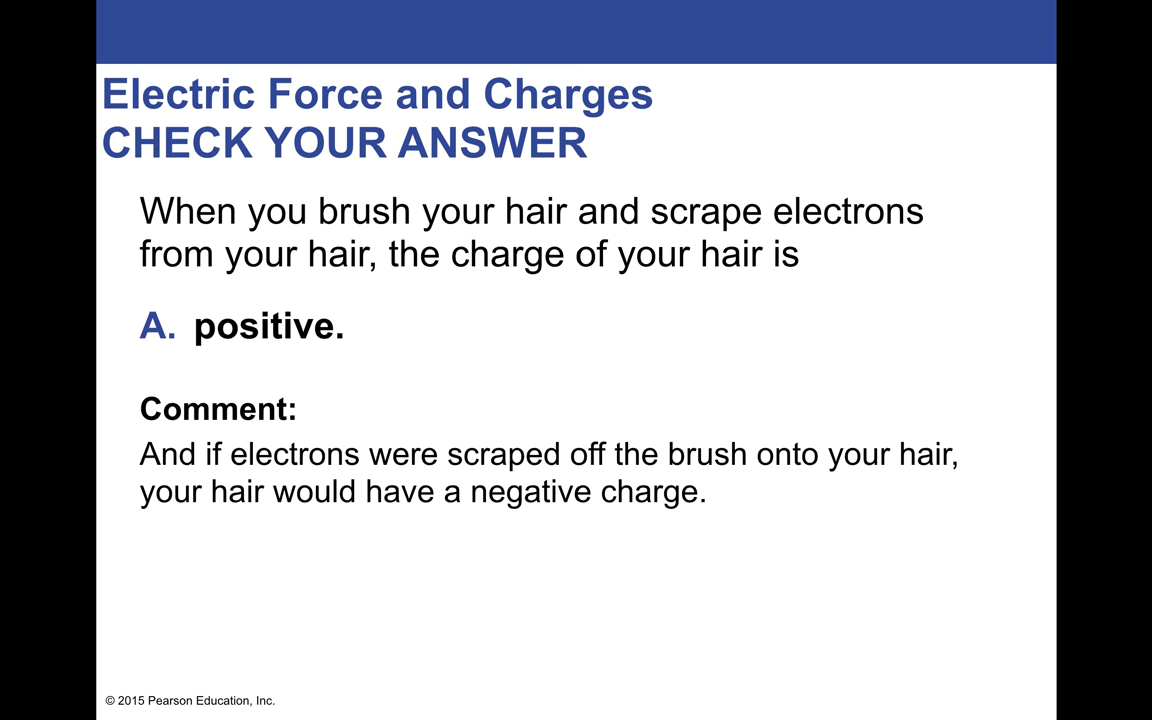 Electric Force and Charges
CHECK YOUR ANSWER
When you brush your hair and scrape electrons
from your hair, the charge of your hair is
A. positive.
Comment:
And if electrons were scraped off the brush onto your hair,
your hair would have a negative charge.
© 2015 Pearson Education, Inc.